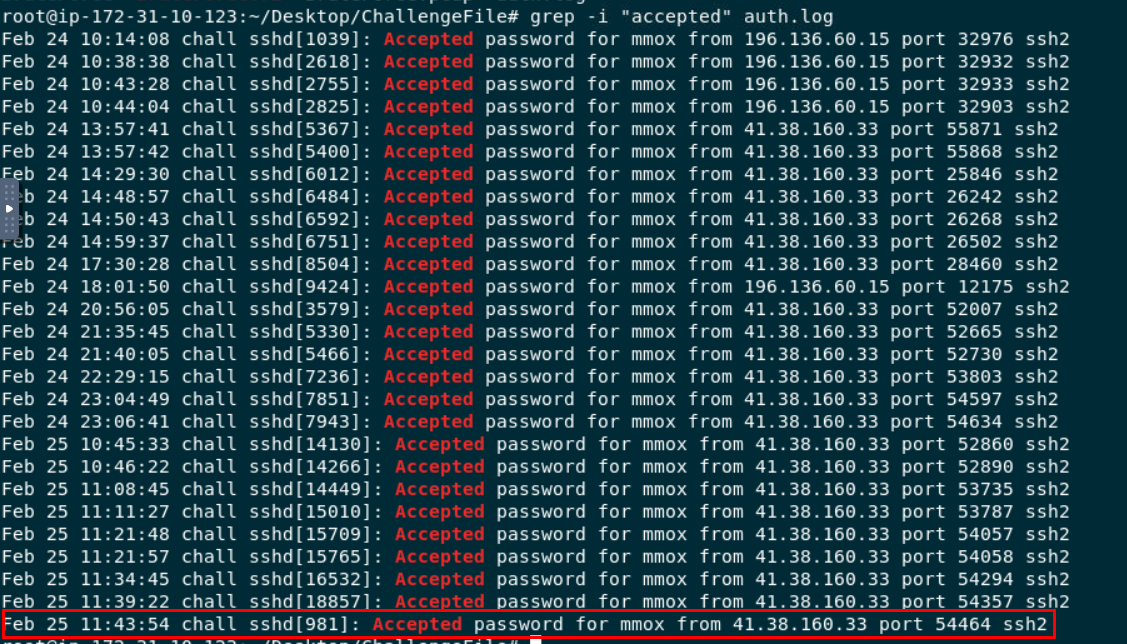 root@ip-172-31-10-123:~/Desktop/ChallengeFile# grep -i "accepted" auth.log
Feb 24 10:14:08 chall sshd[1039]: Accepted password for mmox from 196.136.60.15 port 32976 ssh2
Feb 24 10:38:38 chall sshd[2618]: Accepted password for mmox from 196.136.60.15 port 32932 ssh2
Feb 24 10:43:28 chall sshd[2755]: Accepted password for mmox from 196.136.60.15 port 32933 ssh2
Feb 24 10:44:04 chall sshd[2825]: Accepted password for mmox from 196.136.60.15 port 32903 ssh2
Feb 24 13:57:41 chall sshd[5367]: Accepted password for mmox from 41.38.160.33 port 55871 ssh2
Feb 24 13:57:42 chall sshd[5400]: Accepted password for mmox from 41.38.160.33 port 55868 ssh2
Feb 24 14:29:30 chall sshd[6012]: Accepted password for mmox from 41.38.160.33 port 25846 ssh2
eb 24 14:48:57 chall sshd[6484]: Accepted password for mmox from 41.38.160.33 port 26242 ssh2
eb 24 14:50:43 chall sshd[6592]: Accepted password for mmox from 41.38.160.33 port 26268 ssh2
Feb 24 14:59:37 chall sshd[6751]: Accepted password for mmox from 41.38.160.33 port 26502 ssh2
Feb 24 17:30:28 chall sshd[8504]: Accepted password for mmox from 41.38.160.33 port 28460 ssh2
Feb 24 18:01:50 chall sshd[9424]: Accepted password for mmox from 196.136.60.15 port 12175 ssh2
Feb 24 20:56:05 chall sshd[3579]: Accepted password for mmox from 41.38.160.33 port 52007 ssh2
Feb 24 21:35:45 chall sshd[5330]: Accepted password for mmox from 41.38.160.33 port 52665 ssh2
Feb 24 21:40:05 chall sshd[5466]: Accepted password for mmox from 41.38.160.33 port 52730 ssh2
Feb 24 22:29:15 chall sshd[7236]: Accepted password for mmox from 41.38.160.33 port 53803 ssh2
Feb 24 23:04:49 chall sshd[7851]: Accepted password for mmox from 41.38.160.33 port 54597 ssh2
Feb 24 23:06:41 chall sshd[7943]: Accepted password for mmox from 41.38.160.33 port 54634 ssh2
Feb 25 10:45:33 chall sshd[14130]: Accepted password for mmox from 41.38.160.33 port 52860 ssh2
Feb 25 10:46:22 chall sshd[14266]: Accepted password for mmox from 41.38.160.33 port 52890 ssh2
Feb 25 11:08:45 chall sshd[14449]: Accepted password for mmox from 41.38.160.33 port 53735 ssh2
Feb 25 11:11:27 chall sshd[15010]: Accepted password for mmox from 41.38.160.33 port 53787 ssh2
Feb 25 11:21:48 chall sshd[15709]: Accepted password for mmox from 41.38.160.33 port 54057 ssh2
Feb 25 11:21:57 chall sshd[15765]: Accepted password for mmox from 41.38.160.33 port 54058 ssh2
Feb 25 11:34:45 chall sshd[16532]: Accepted password for mmox from 41.38.160.33 port 54294 ssh2
Feb 25 11:39:22 chall sshd[18857]: Accepted password for mmox from 41.38.160.33 port 54357 ssh2
Feb 25 11:43:54 chall sshd[981]: Accepted password for mmox from 41.38.160.33 port 54464 ssh2
root@ip-172-31-10-123:~/Desktop/ChallengeFile#